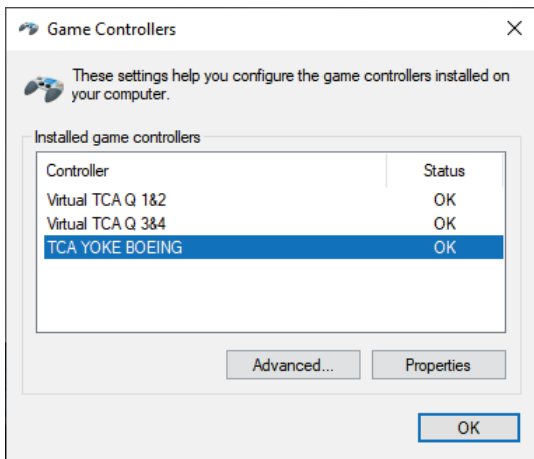 Game Controllers
These settings help you configure the game controllers installed on
your computer.
Installed game controllers
Controller Status
Virtual TCA Q 1&2 OK
Virtual TCA Q 3&4 OK
TCA YOKE BOEING OK
Advanced... Properties
OK